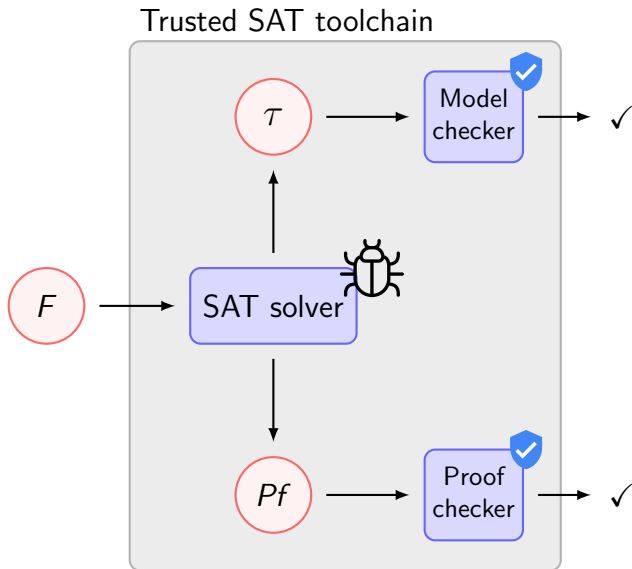 Trusted SAT toolchain
τ
Model
checker
✓
F
SAT solver
Pf
Proof
checker
✓